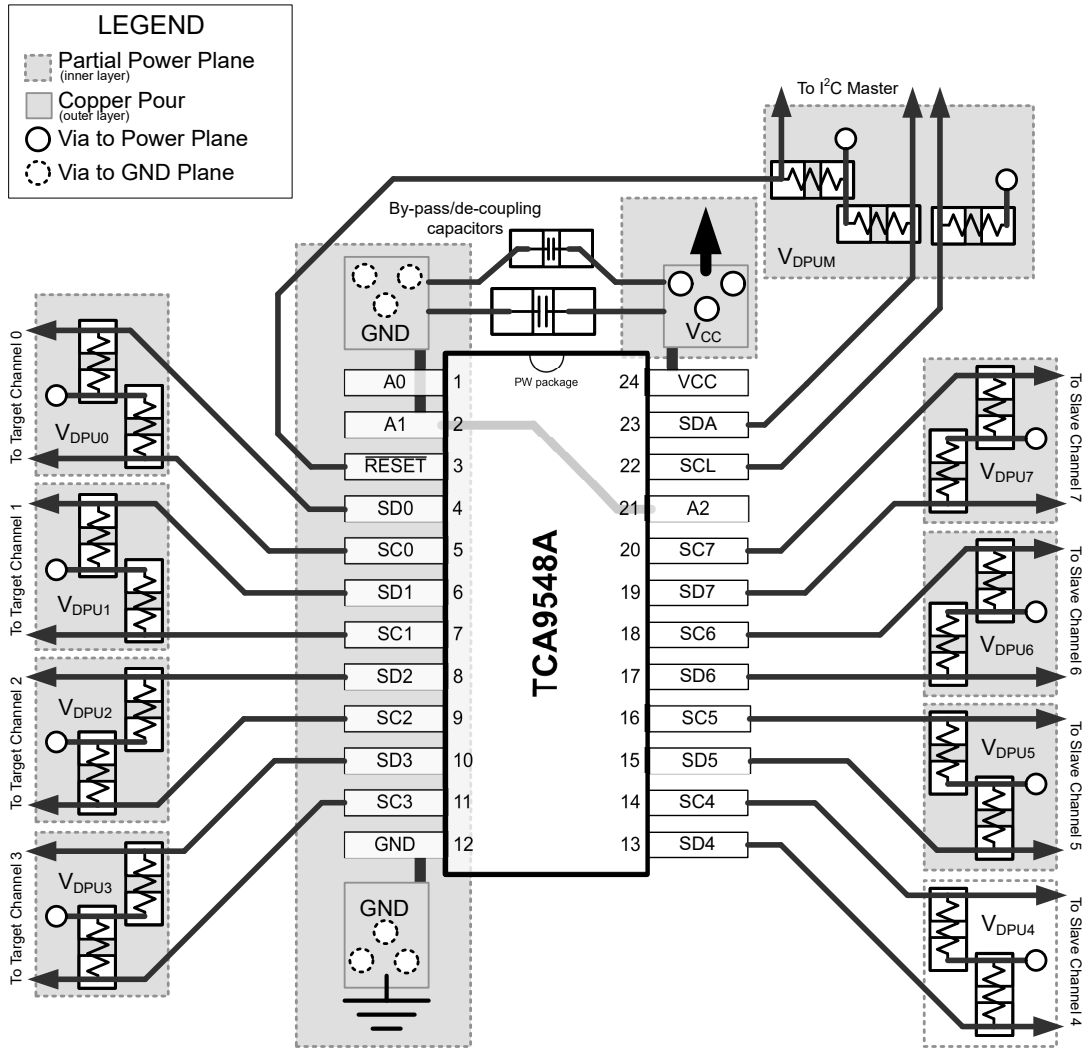 LEGEND
Partial Power Plane
(inner layer)
Copper Pour
(outer layer)
Via to Power Plane
Via to GND Plane
To I²C Master
By-pass/de-coupling
capacitors
VDPUM
GND
VCC
PW package
TCA9548A
A0 1
A1 2
RESET 3
SD0 4
SC0 5
SD1 6
SC1 7
SD2 8
SC2 9
SD3 10
SC3 11
GND 12
24 VCC
23 SDA
22 SCL
21 A2
20 SC7
19 SD7
18 SC6
17 SD6
16 SC5
15 SD5
14 SC4
13 SD4
GND
To Target Channel 0
VDPU0
To Target Channel 1
VDPU1
To Target Channel 2
VDPU2
To Target Channel 3
VDPU3
To Slave Channel 7
VDPU7
To Slave Channel 6
VDPU6
To Slave Channel 5
VDPU5
To Slave Channel 4
VDPU4